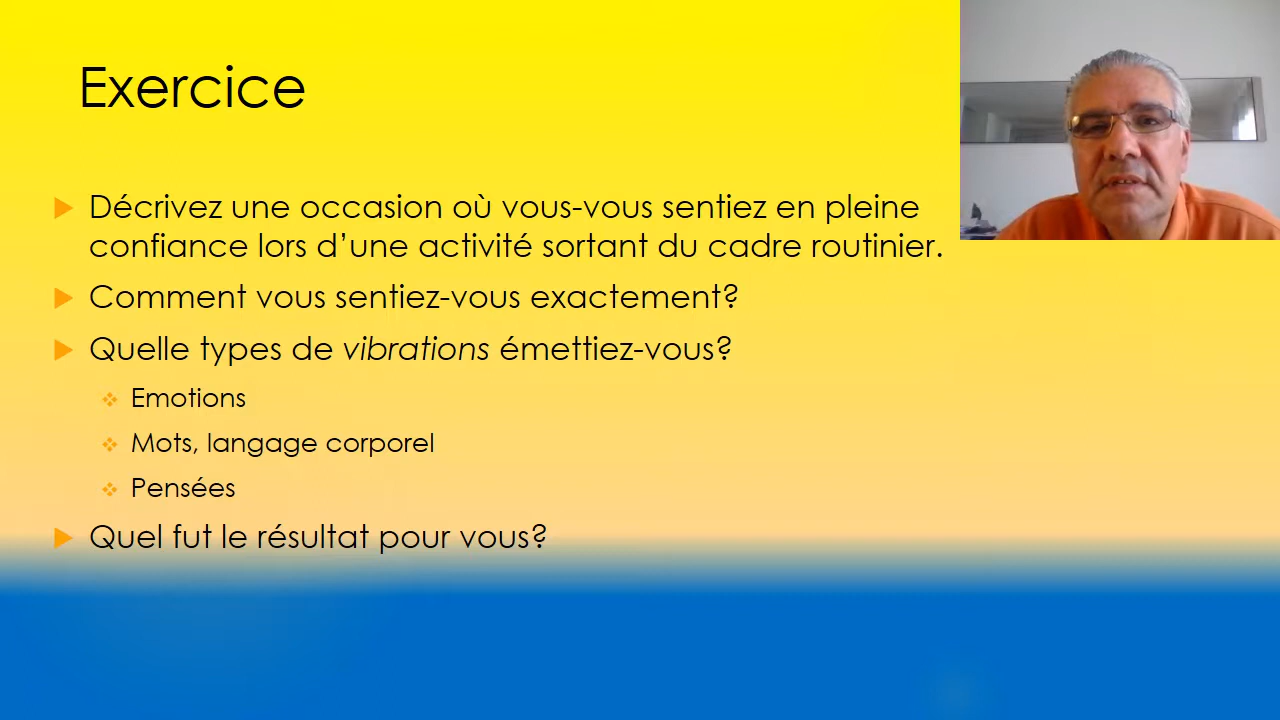 Exercice
Décrivez une occasion où vous-vous sentiez en pleine
confiance lors d’une activité sortant du cadre routinier.
Comment vous sentiez-vous exactement?
Quelle types de vibrations émettiez-vous?
Emotions
Mots, langage corporel
Pensées
Quel fut le résultat pour vous?